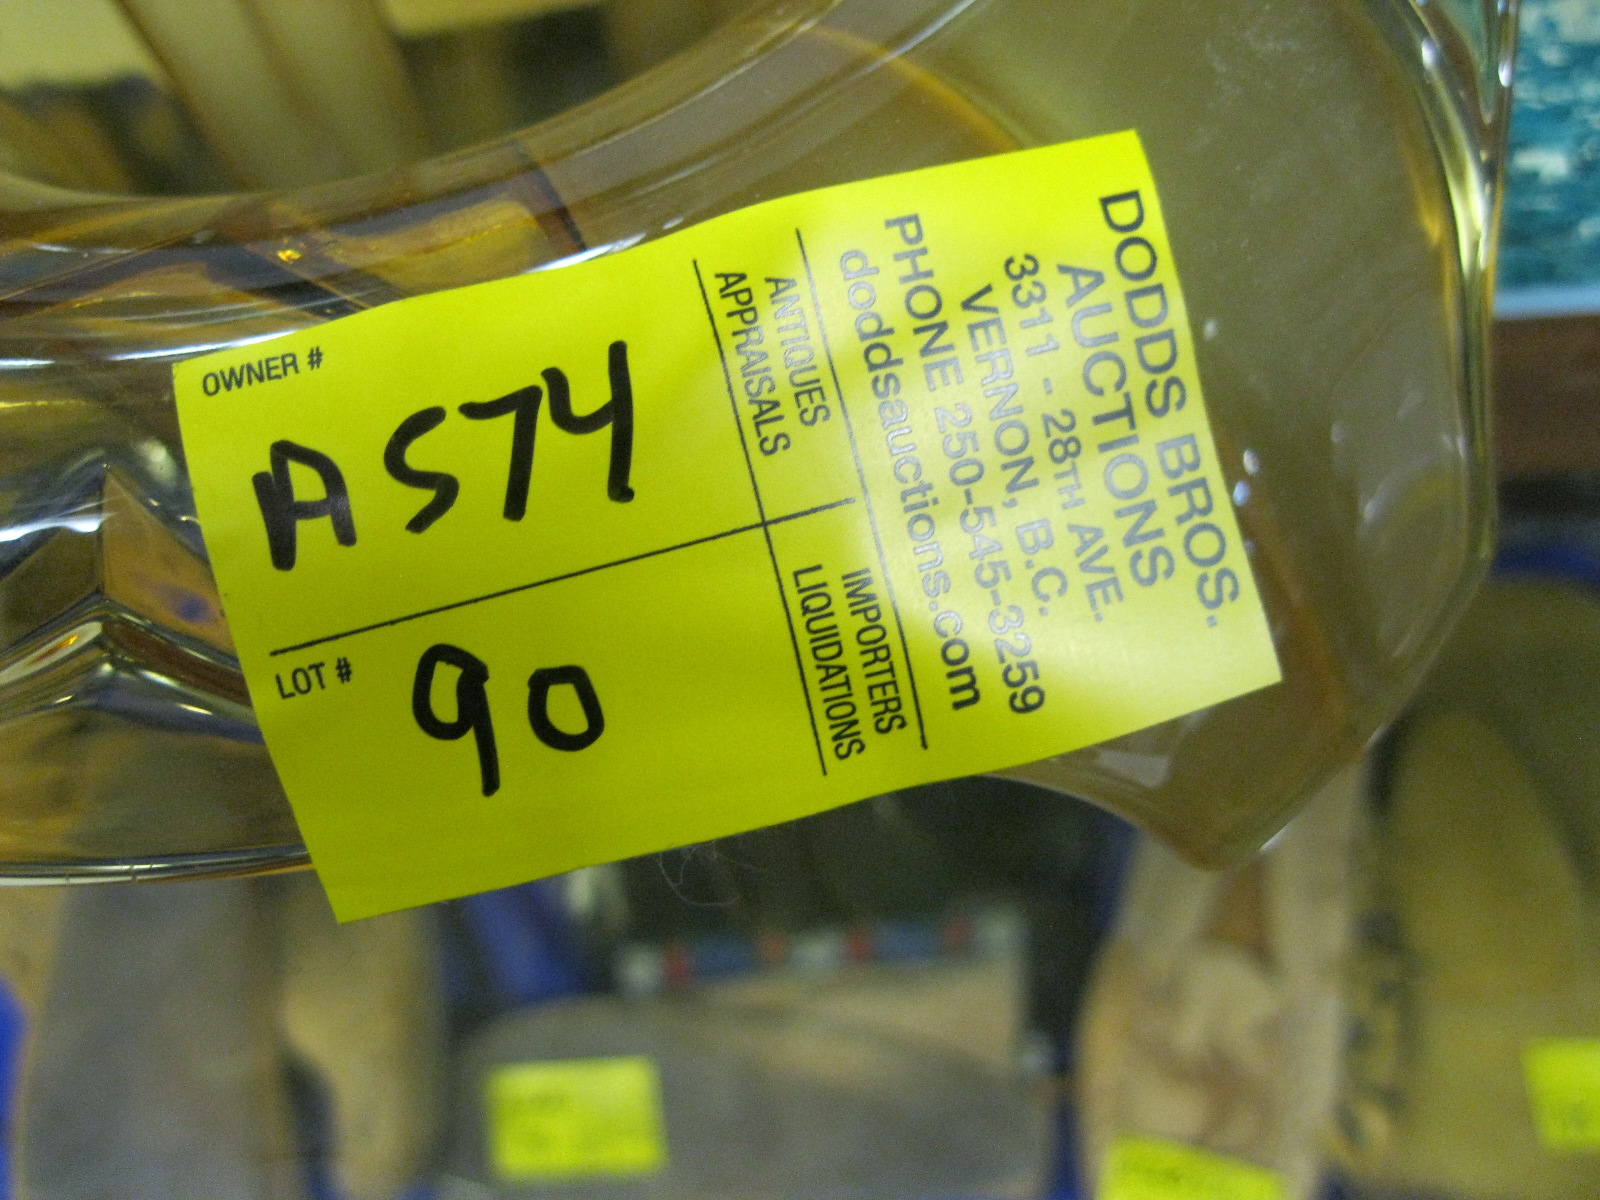 DODDS BROS.
AUCTIONS
3311 - 28TH AVE.
VERNON, B.C.
PHONE 250-545-3259
doddsauctions.com
ANTIQUES
APPRAISALS
IMPORTERS
LIQUIDATIONS
OWNER #
A574
LOT #
90